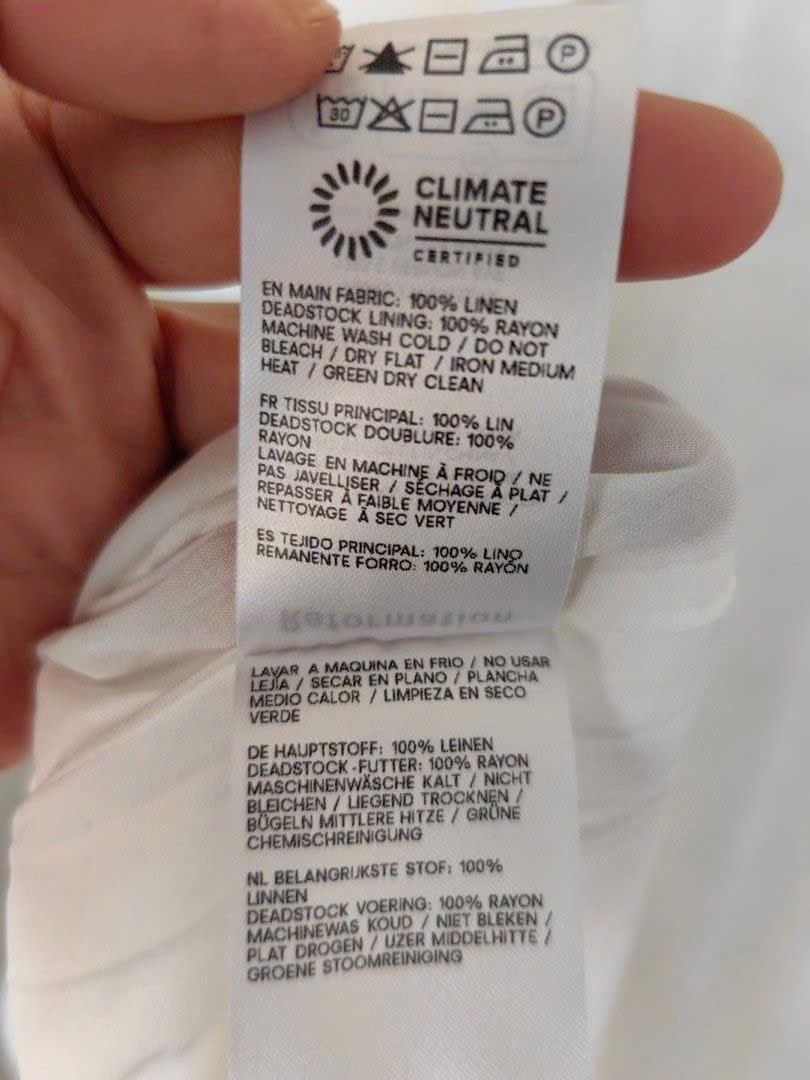 30
CLIMATE
NEUTRAL
CERTIFIED
EN MAIN FABRIC: 100% LINEN
DEADSTOCK LINING: 100% RAYON
MACHINE WASH COLD / DO NOT
BLEACH / DRY FLAT / IRON MEDIUM
HEAT / GREEN DRY CLEAN
FR TISSU PRINCIPAL: 100% LIN
DEADSTOCK DOUBLURE: 100%
RAYON
LAVAGE EN MACHINE À FROID / NE
PAS JAVELLISER / SÉCHAGE À PLAT /
REPASSER À FAIBLE MOYENNE /
NETTOYAGE Á SEC VERT
ES TEJIDO PRINCIPAL: 100% LINO
REMANENTE FORRO: 100% RAYÓN
Reformation
LAVAR A MAQUINA EN FRIO / NO USAR
LEJÍA / SECAR EN PLANO / PLANCHA
MEDIO CALOR / LIMPIEZA EN SECO
VERDE
DE HAUPTSTOFF: 100% LEINEN
DEADSTOCK-FUTTER: 100% RAYON
MASCHINENWÄSCHE KALT / NICHT
BLEICHEN / LIEGEND TROCKNEN /
BÜGELN MITTLERE HITZE / GRÜNE
CHEMISCHREINIGUNG
NL BELANGRIJKSTE STOF: 100%
LINNEN
DEADSTOCK VOERING: 100% RAYON
MACHINEWAS KOUD / NIET BLEKEN /
PLAT DROGEN / IJZER MIDDELHITTE /
GROENE STOOMREINIGING